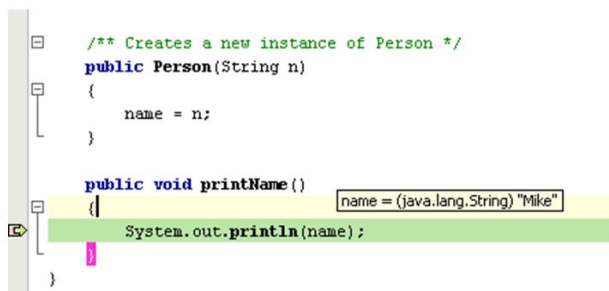 /** Creates a new instance of Person */
public Person(String n)
{
name = n;
}
public void printName()
name = (java.lang.String) "Mike"
{
System.out.println(name);
}
}